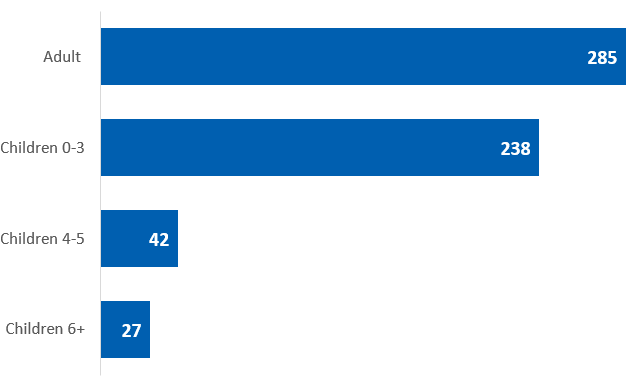 Adult 285
Children 0-3 238
Children 4-5 42
Children 6+ 27